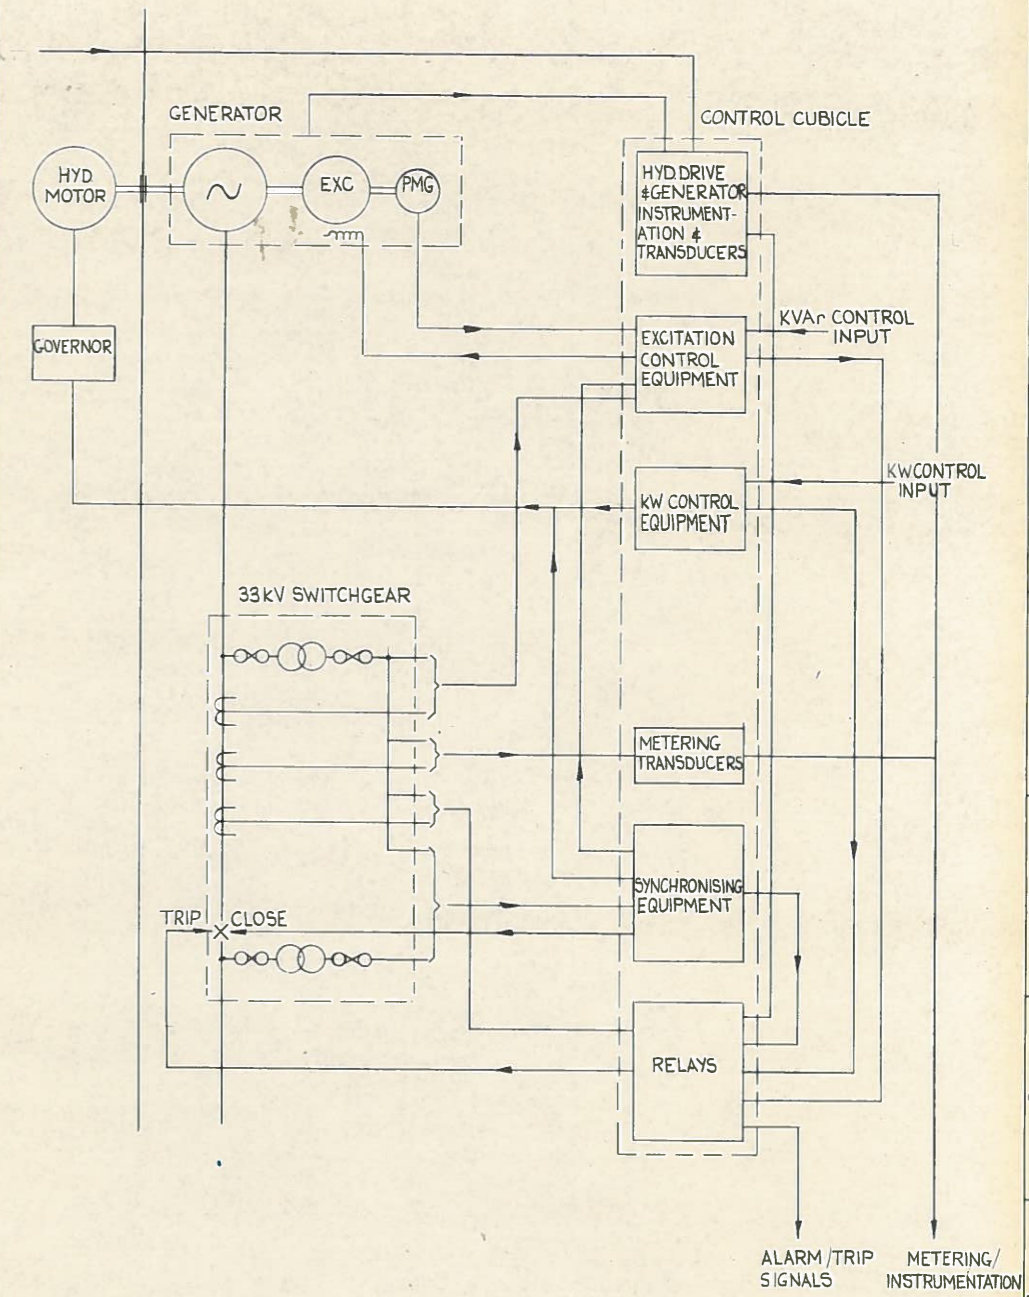 GENERATOR
CONTROL CUBICLE
HYD
MOTOR
~
EXC
PMG
HYD. DRIVE
& GENERATOR
INSTRUMENT-
ATION &
TRANSDUCERS
GOVERNOR
EXCITATION
CONTROL
EQUIPMENT
KVAr CONTROL
INPUT
KW CONTROL
INPUT
KW CONTROL
EQUIPMENT
33kV SWITCHGEAR
METERING
TRANSDUCERS
SYNCHRONISING
EQUIPMENT
TRIP
CLOSE
RELAYS
ALARM/TRIP
SIGNALS
METERING/
INSTRUMENTATION